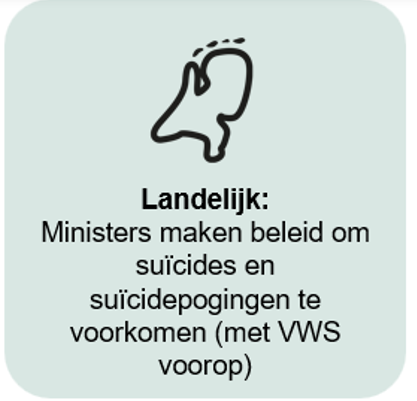 Landelijk:
Ministers maken beleid om
suïcides en
suïcidepogingen te
voorkomen (met VWS
voorop)